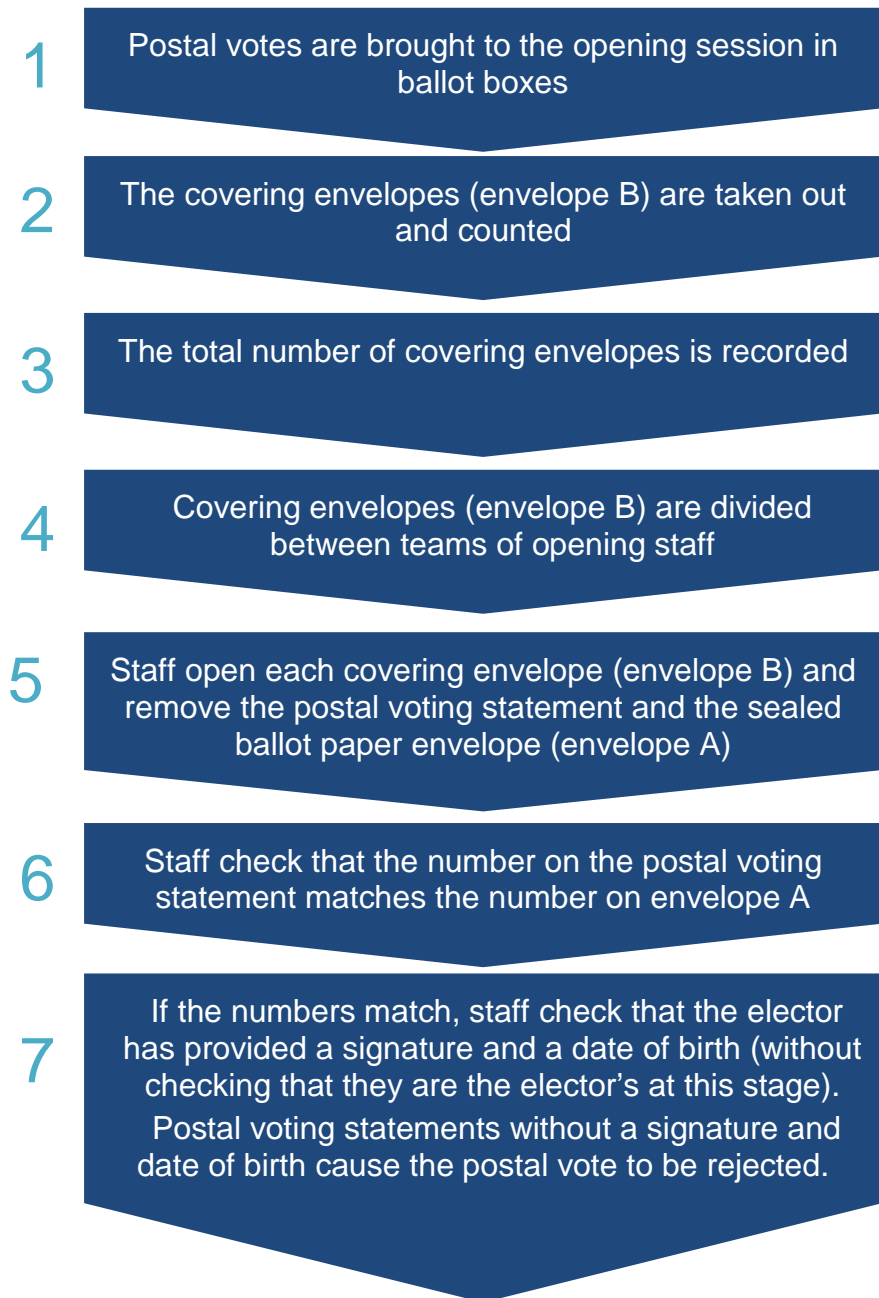 1
Postal votes are brought to the opening session in
ballot boxes
2
The covering envelopes (envelope B) are taken out
and counted
3
The total number of covering envelopes is recorded
4
Covering envelopes (envelope B) are divided
between teams of opening staff
5
Staff open each covering envelope (envelope B) and
remove the postal voting statement and the sealed
ballot paper envelope (envelope A)
6
Staff check that the number on the postal voting
statement matches the number on envelope A
7
If the numbers match, staff check that the elector
has provided a signature and a date of birth (without
checking that they are the elector's at this stage).
Postal voting statements without a signature and
date of birth cause the postal vote to be rejected.